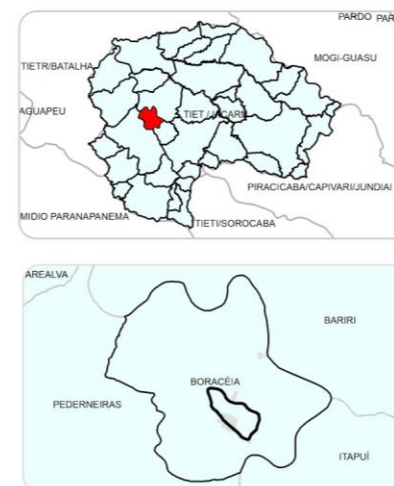 PARDO PAR
MOGI-GUASU
TIETR/BATALHA
AGUAPEU
TIET /JACARE
PIRACICABA/CAPIVARI/JUNDIAI
MIDIO PARANAPANEMA
TIETI/SOROCABA
AREALVA
BARIRI
BORACÉIA
PEDERNEIRAS
ITAPUÍ